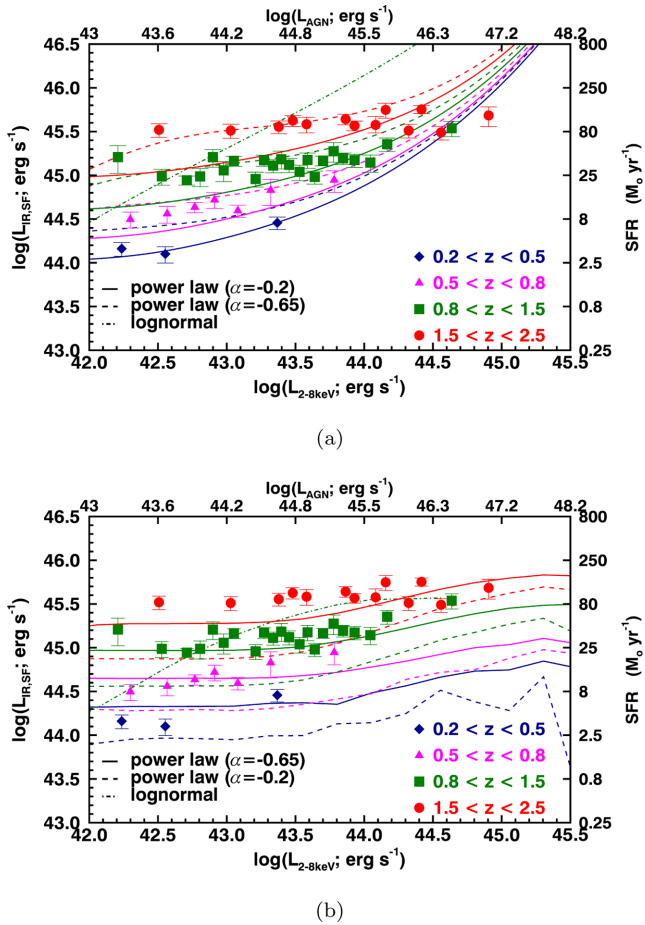 log(L_AGN; erg s⁻¹)
43 43.6 44.2 44.8 45.5 46.3 47.2 48.2
46.5 800
46.0 250
45.5 80
45.0 25
44.5 8
44.0 2.5
43.5 0.8
43.0 0.25
log(L_IR,SF; erg s⁻¹)
SFR (M_o yr⁻¹)
power law (α=-0.2)
power law (α=-0.65)
lognormal
0.2 < z < 0.5
0.5 < z < 0.8
0.8 < z < 1.5
1.5 < z < 2.5
42.0 42.5 43.0 43.5 44.0 44.5 45.0 45.5
log(L_2-8keV; erg s⁻¹)
(a)
log(L_AGN; erg s⁻¹)
43 43.6 44.2 44.8 45.5 46.3 47.2 48.2
46.5 800
46.0 250
45.5 80
45.0 25
44.5 8
44.0 2.5
43.5 0.8
43.0 0.25
log(L_IR,SF; erg s⁻¹)
SFR (M_o yr⁻¹)
power law (α=-0.65)
power law (α=-0.2)
lognormal
0.2 < z < 0.5
0.5 < z < 0.8
0.8 < z < 1.5
1.5 < z < 2.5
42.0 42.5 43.0 43.5 44.0 44.5 45.0 45.5
log(L_2-8keV; erg s⁻¹)
(b)